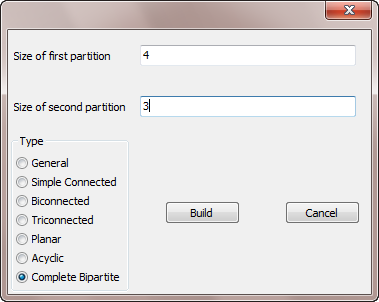 Size of first partition 4
Size of second partition 3
Type
General
Simple Connected
Biconnected
Triconnected
Planar
Acyclic
Complete Bipartite
Build Cancel